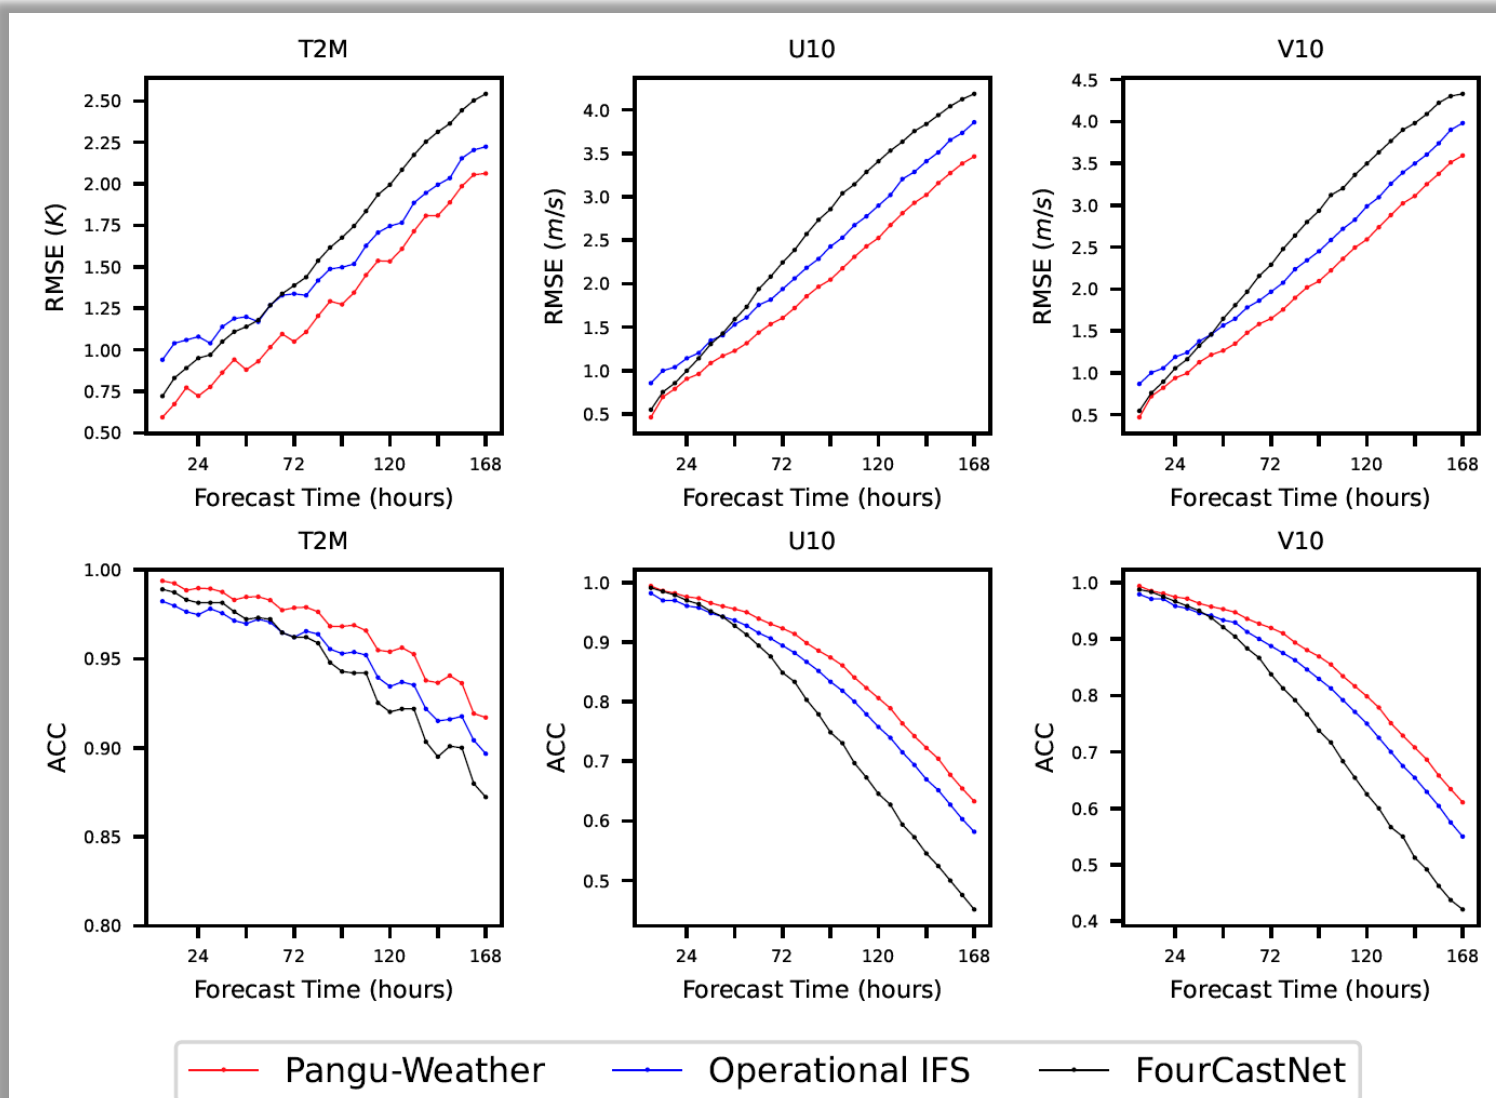 T2M
U10
V10
RMSE (K)
2.50
2.25
2.00
1.75
1.50
1.25
1.00
0.75
0.50
24 72 120 168
Forecast Time (hours)
RMSE (m/s)
4.0
3.5
3.0
2.5
2.0
1.5
1.0
0.5
24 72 120 168
Forecast Time (hours)
RMSE (m/s)
4.5
4.0
3.5
3.0
2.5
2.0
1.5
1.0
0.5
24 72 120 168
Forecast Time (hours)
T2M
U10
V10
ACC
1.00
0.95
0.90
0.85
0.80
24 72 120 168
Forecast Time (hours)
ACC
1.0
0.9
0.8
0.7
0.6
0.5
24 72 120 168
Forecast Time (hours)
ACC
1.0
0.9
0.8
0.7
0.6
0.5
0.4
24 72 120 168
Forecast Time (hours)
Pangu-Weather Operational IFS FourCastNet